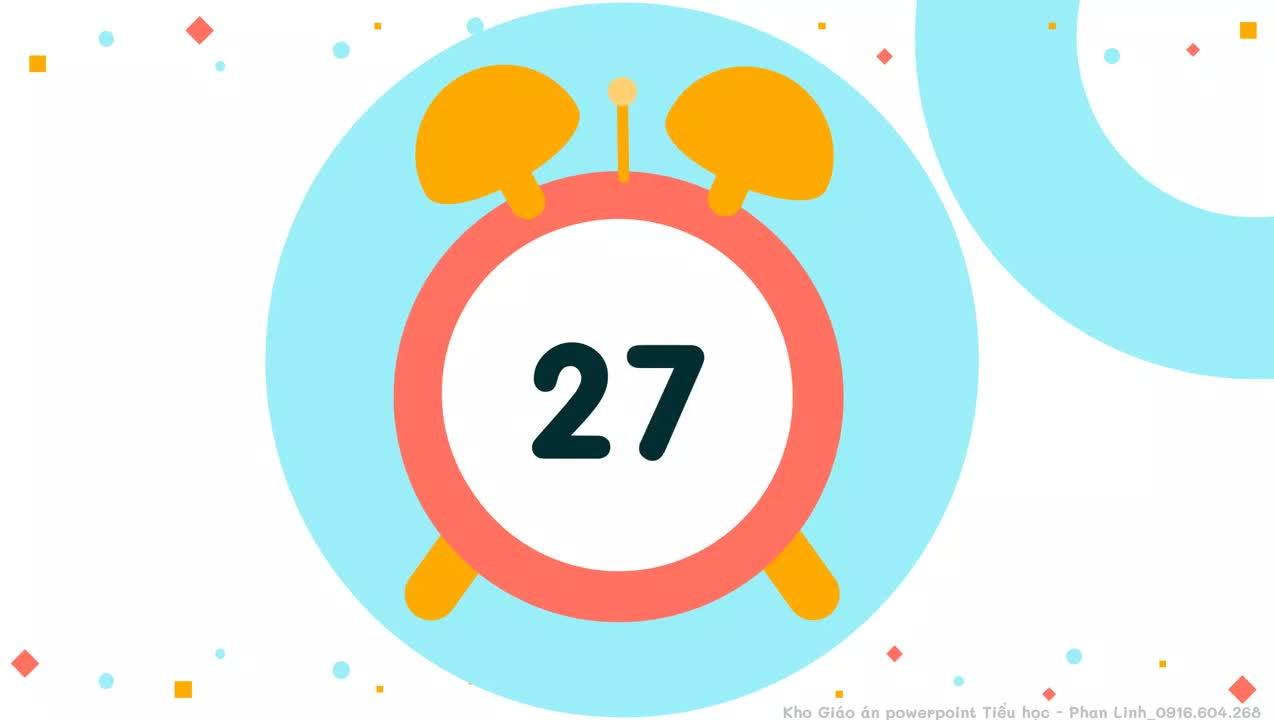 27
Kho Giáo án powerpoint Tiểu học - Phan Linh_0916.604.268